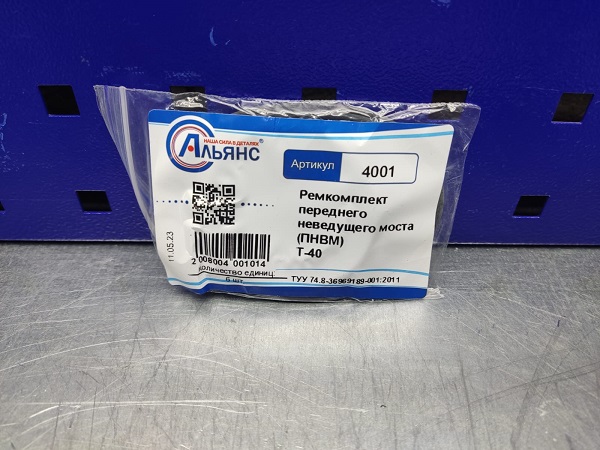 НАША СИЛА В ДЕТАЛЯХ
АЛЬЯНС®
Артикул 4001
Ремкомплект
переднего
неведущего моста
(ПНВМ)
Т-40
11.05.23
2 008004 001014
Количество единиц:
6 шт.
ТУУ 74.8-36969189-001:2011